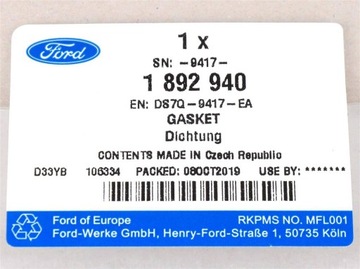 Ford
1 x
SN: -9417-
1 892 940
EN: DS7Q-9417-EA
GASKET
Dichtung
CONTENTS MADE IN Czech Republic
D33YB 106334 PACKED: 08OCT2019 USE BY: *******
Ford of Europe RKPMS NO. MFL001
Ford-Werke GmbH, Henry-Ford-Straße 1, 50735 Köln